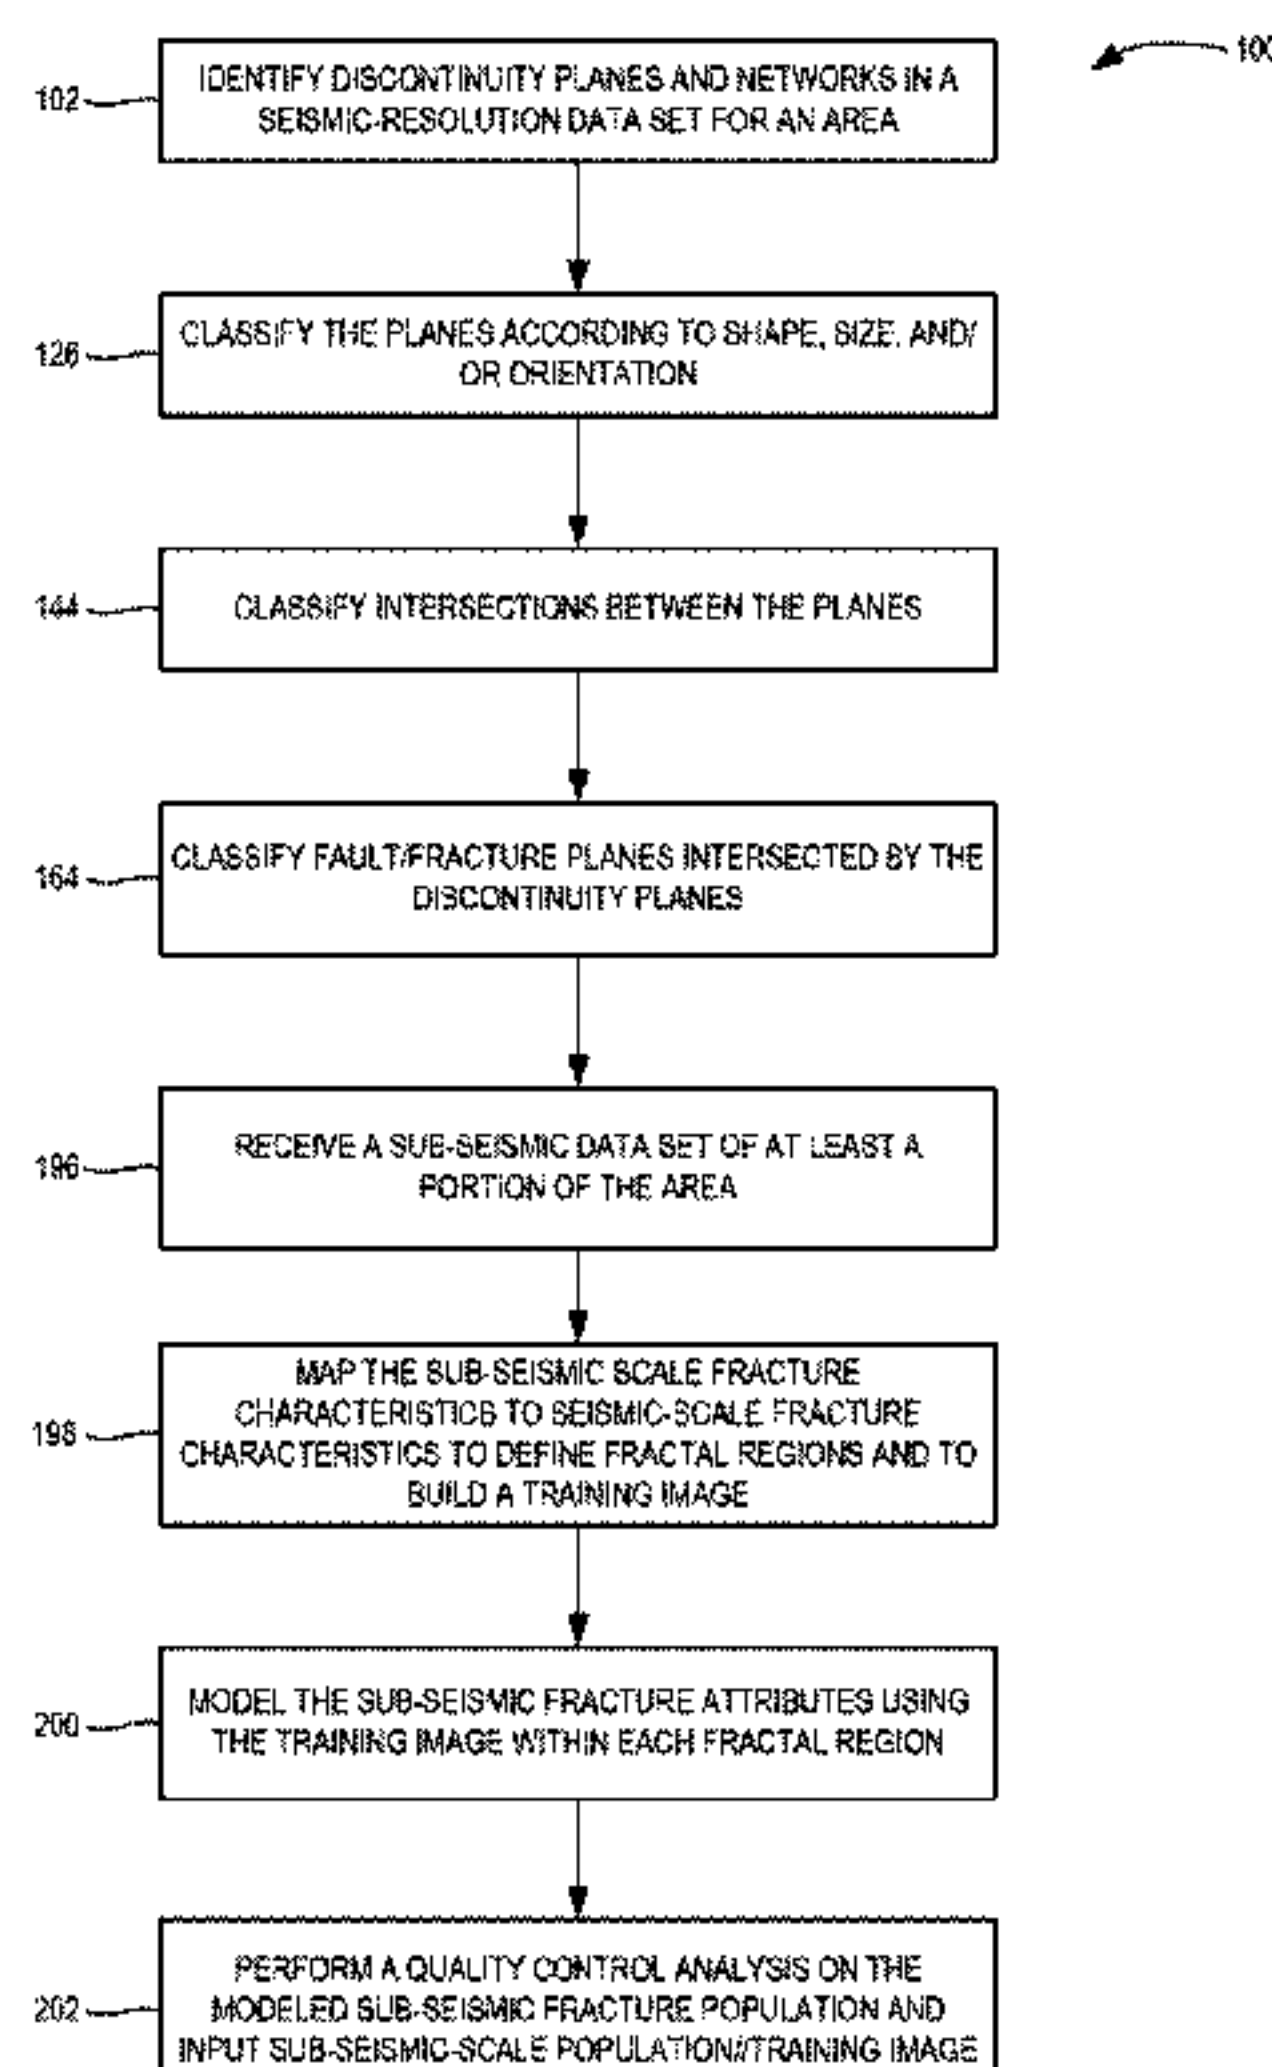 100
102
IDENTIFY DISCONTINUITY PLANES AND NETWORKS IN A
SEISMIC-RESOLUTION DATA SET FOR AN AREA
126
CLASSIFY THE PLANES ACCORDING TO SHAPE, SIZE, AND/
OR ORIENTATION
144
CLASSIFY INTERSECTIONS BETWEEN THE PLANES
164
CLASSIFY FAULT/FRACTURE PLANES INTERSECTED BY THE
DISCONTINUITY PLANES
196
RECEIVE A SUB-SEISMIC DATA SET OF AT LEAST A
PORTION OF THE AREA
198
MAP THE SUB-SEISMIC SCALE FRACTURE
CHARACTERISTICS TO SEISMIC-SCALE FRACTURE
CHARACTERISTICS TO DEFINE FRACTAL REGIONS AND TO
BUILD A TRAINING IMAGE
200
MODEL THE SUB-SEISMIC FRACTURE ATTRIBUTES USING
THE TRAINING IMAGE WITHIN EACH FRACTAL REGION
202
PERFORM A QUALITY CONTROL ANALYSIS ON THE
MODELED SUB-SEISMIC FRACTURE POPULATION AND
INPUT SUB-SEISMIC-SCALE POPULATION//TRAINING IMAGE